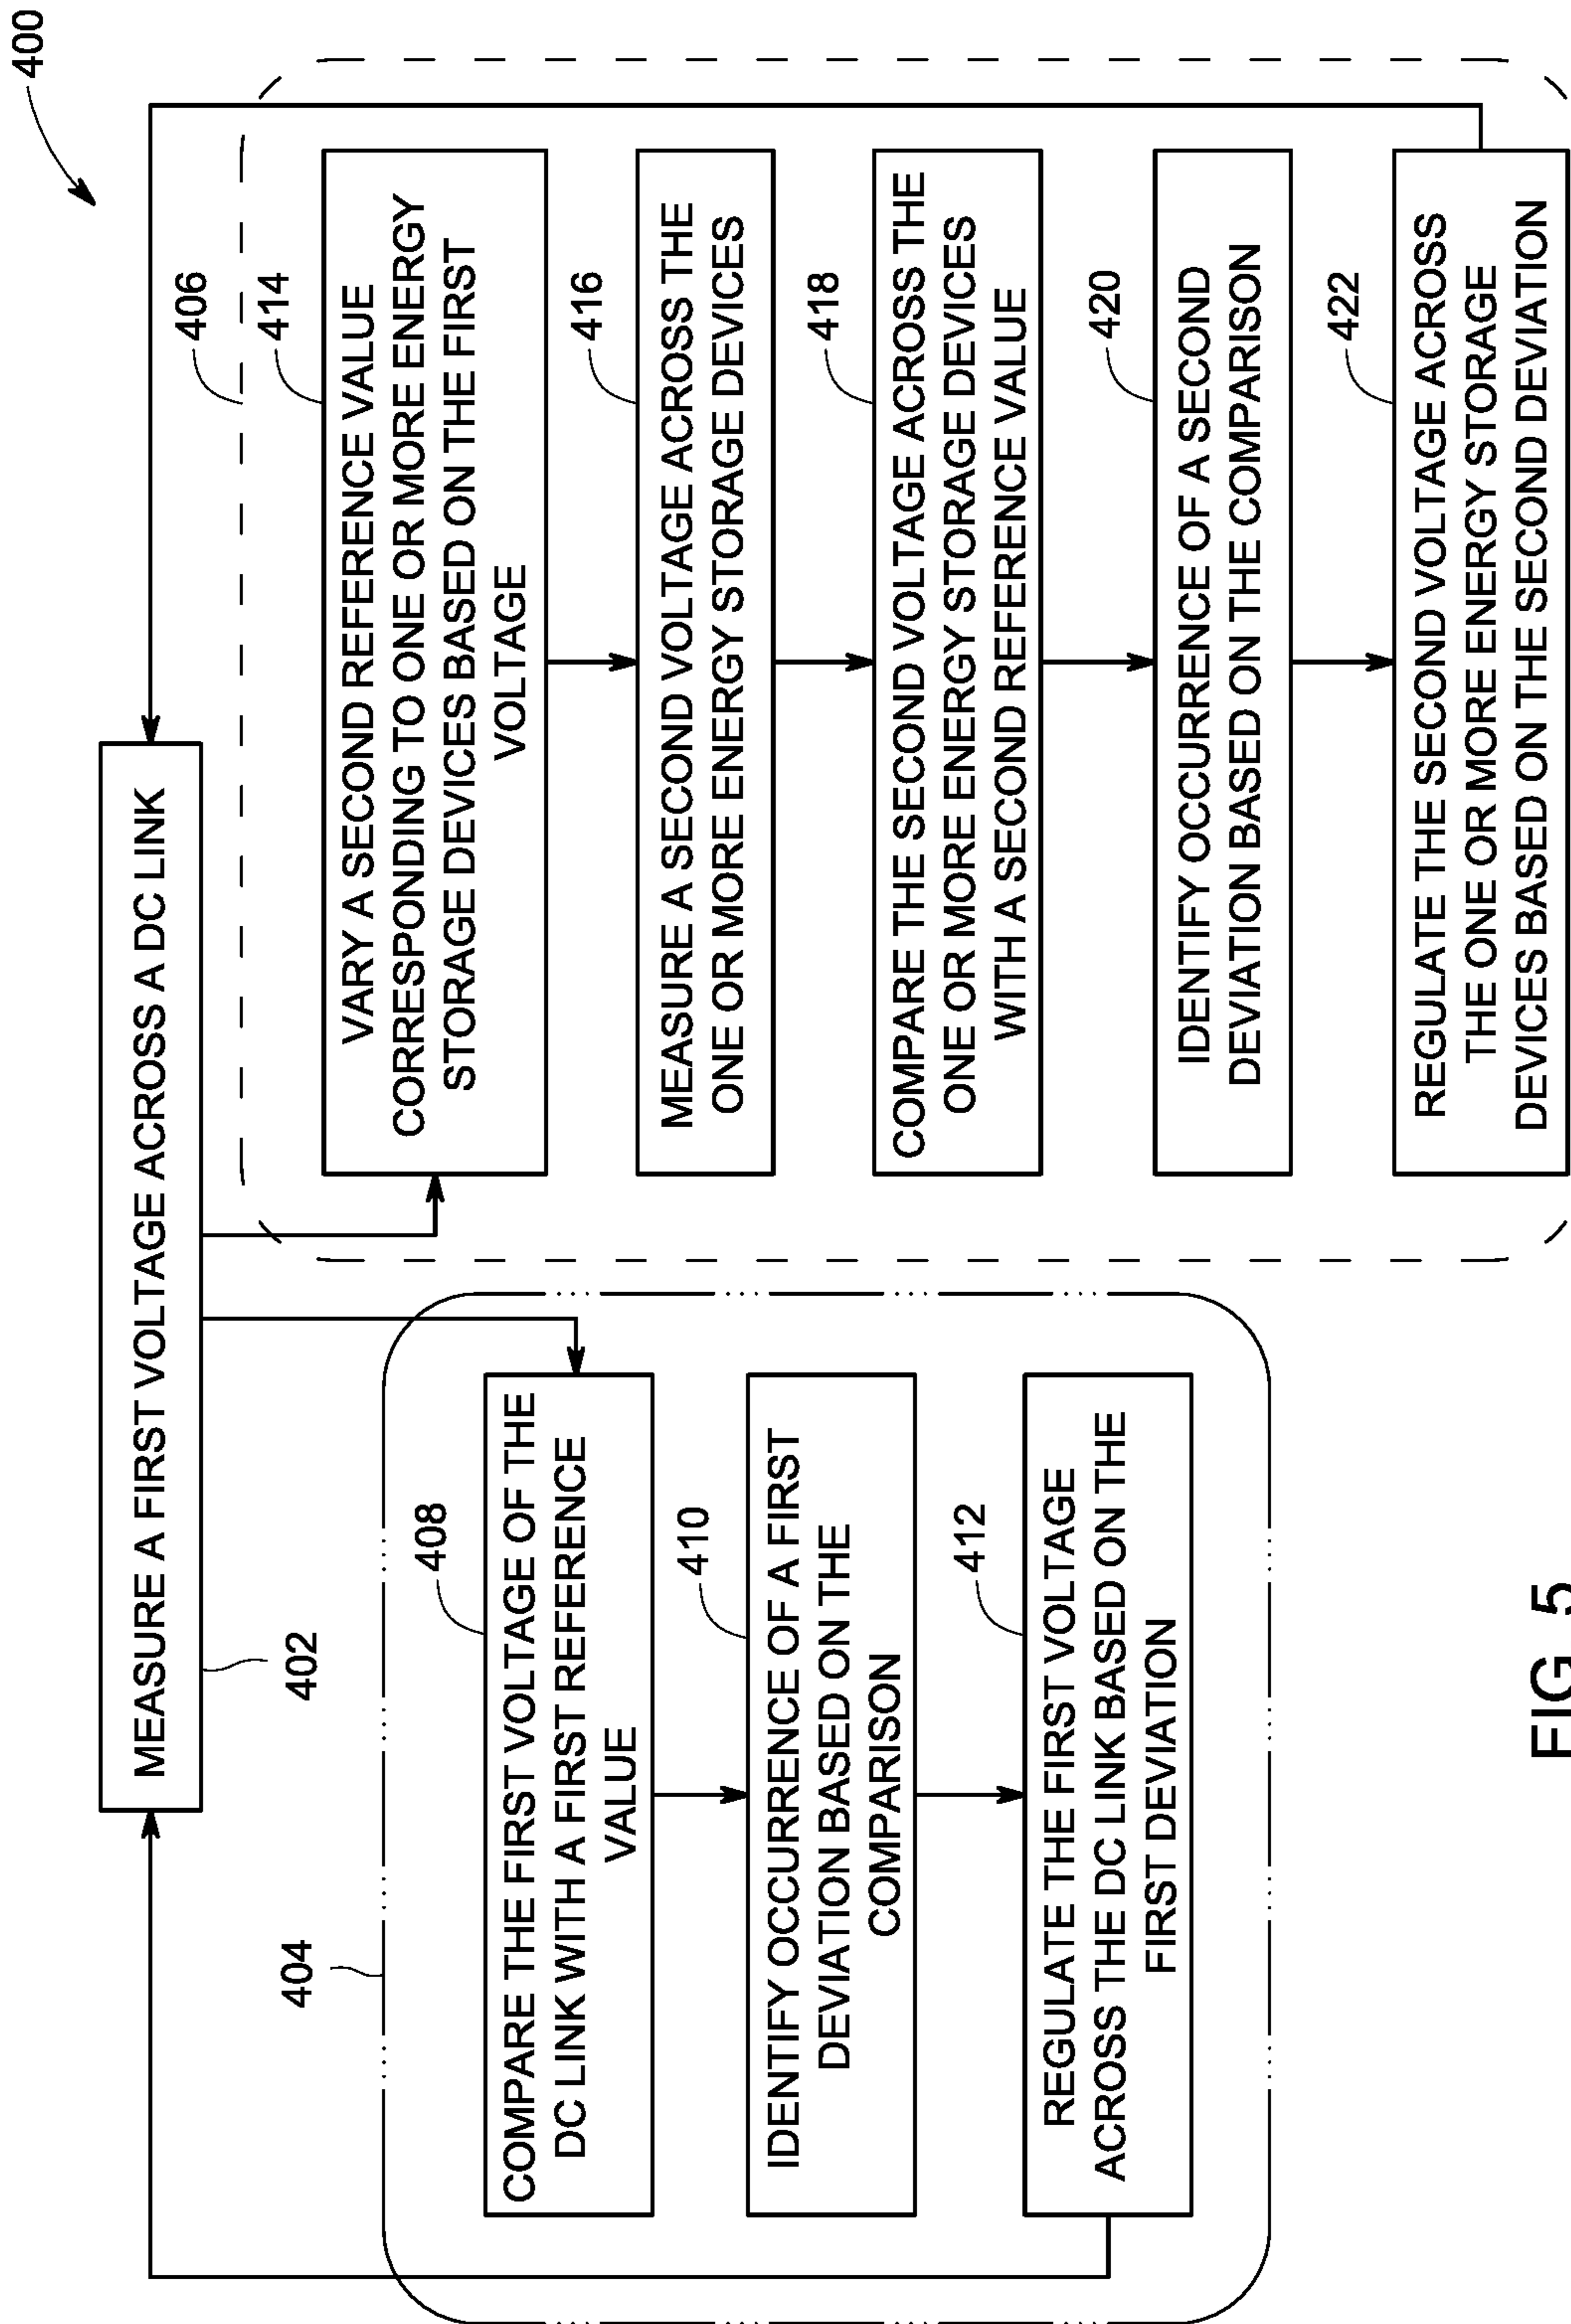 400
MEASURE A FIRST VOLTAGE ACROSS A DC LINK
402
404
COMPARE THE FIRST VOLTAGE OF THE
DC LINK WITH A FIRST REFERENCE
VALUE
408
IDENTIFY OCCURRENCE OF A FIRST
DEVIATION BASED ON THE
COMPARISON
410
REGULATE THE FIRST VOLTAGE
ACROSS THE DC LINK BASED ON THE
FIRST DEVIATION
412
406
414
VARY A SECOND REFERENCE VALUE
CORRESPONDING TO ONE OR MORE ENERGY
STORAGE DEVICES BASED ON THE FIRST
VOLTAGE
416
MEASURE A SECOND VOLTAGE ACROSS THE
ONE OR MORE ENERGY STORAGE DEVICES
418
COMPARE THE SECOND VOLTAGE ACROSS THE
ONE OR MORE ENERGY STORAGE DEVICES
WITH A SECOND REFERENCE VALUE
420
IDENTIFY OCCURRENCE OF A SECOND
DEVIATION BASED ON THE COMPARISON
422
REGULATE THE SECOND VOLTAGE ACROSS
THE ONE OR MORE ENERGY STORAGE
DEVICES BASED ON THE SECOND DEVIATION
FIG. 5